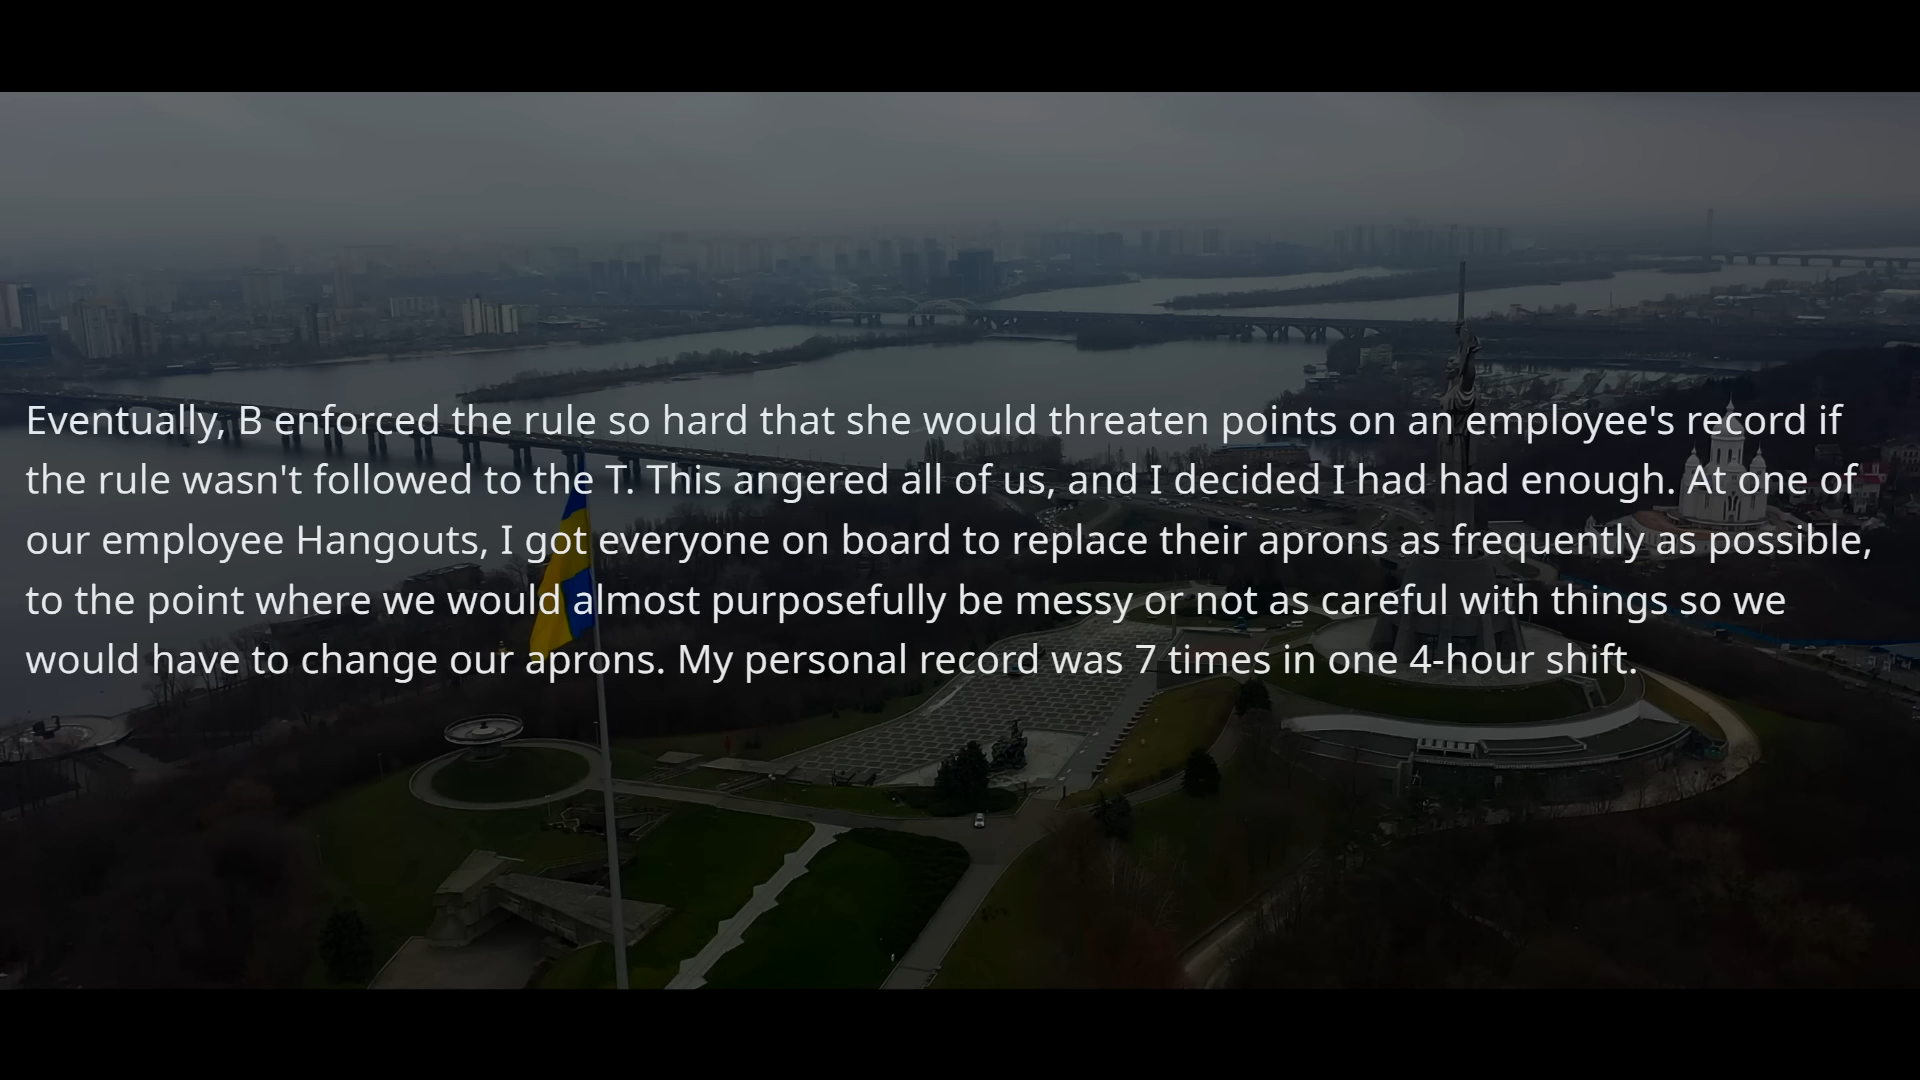 Eventually, B enforced the rule so hard that she would threaten points on an employee's record if
the rule wasn't followed to the T. This angered all of us, and I decided I had had enough. At one of
our employee Hangouts, I got everyone on board to replace their aprons as frequently as possible,
to the point where we would almost purposefully be messy or not as careful with things so we
would have to change our aprons. My personal record was 7 times in one 4-hour shift.